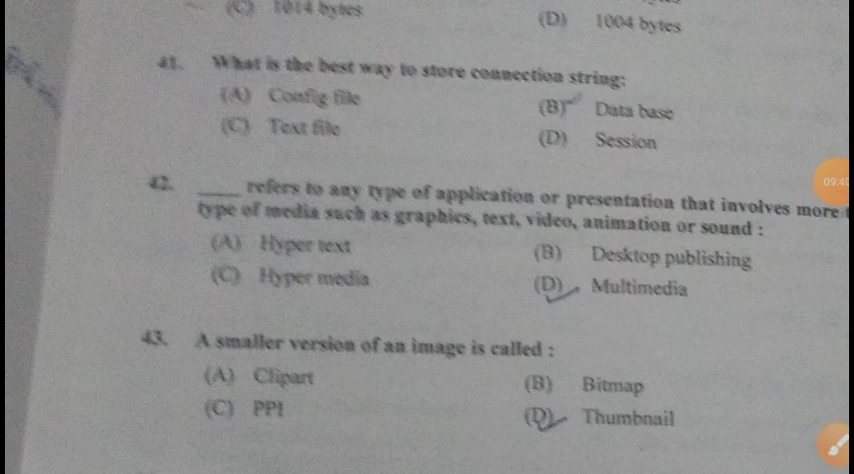 (C) 1014 bytes
(D) 1004 bytes
41. What is the best way to store connection string:
(A) Config file
(B) Data base
(C) Text file
(D) Session
42. ____ refers to any type of application or presentation that involves more
type of media such as graphics, text, video, animation or sound :
(A) Hyper text
(B) Desktop publishing
(C) Hyper media
(D) Multimedia
43. A smaller version of an image is called :
(A) Clipart
(B) Bitmap
(C) PPI
(D) Thumbnail
09:40